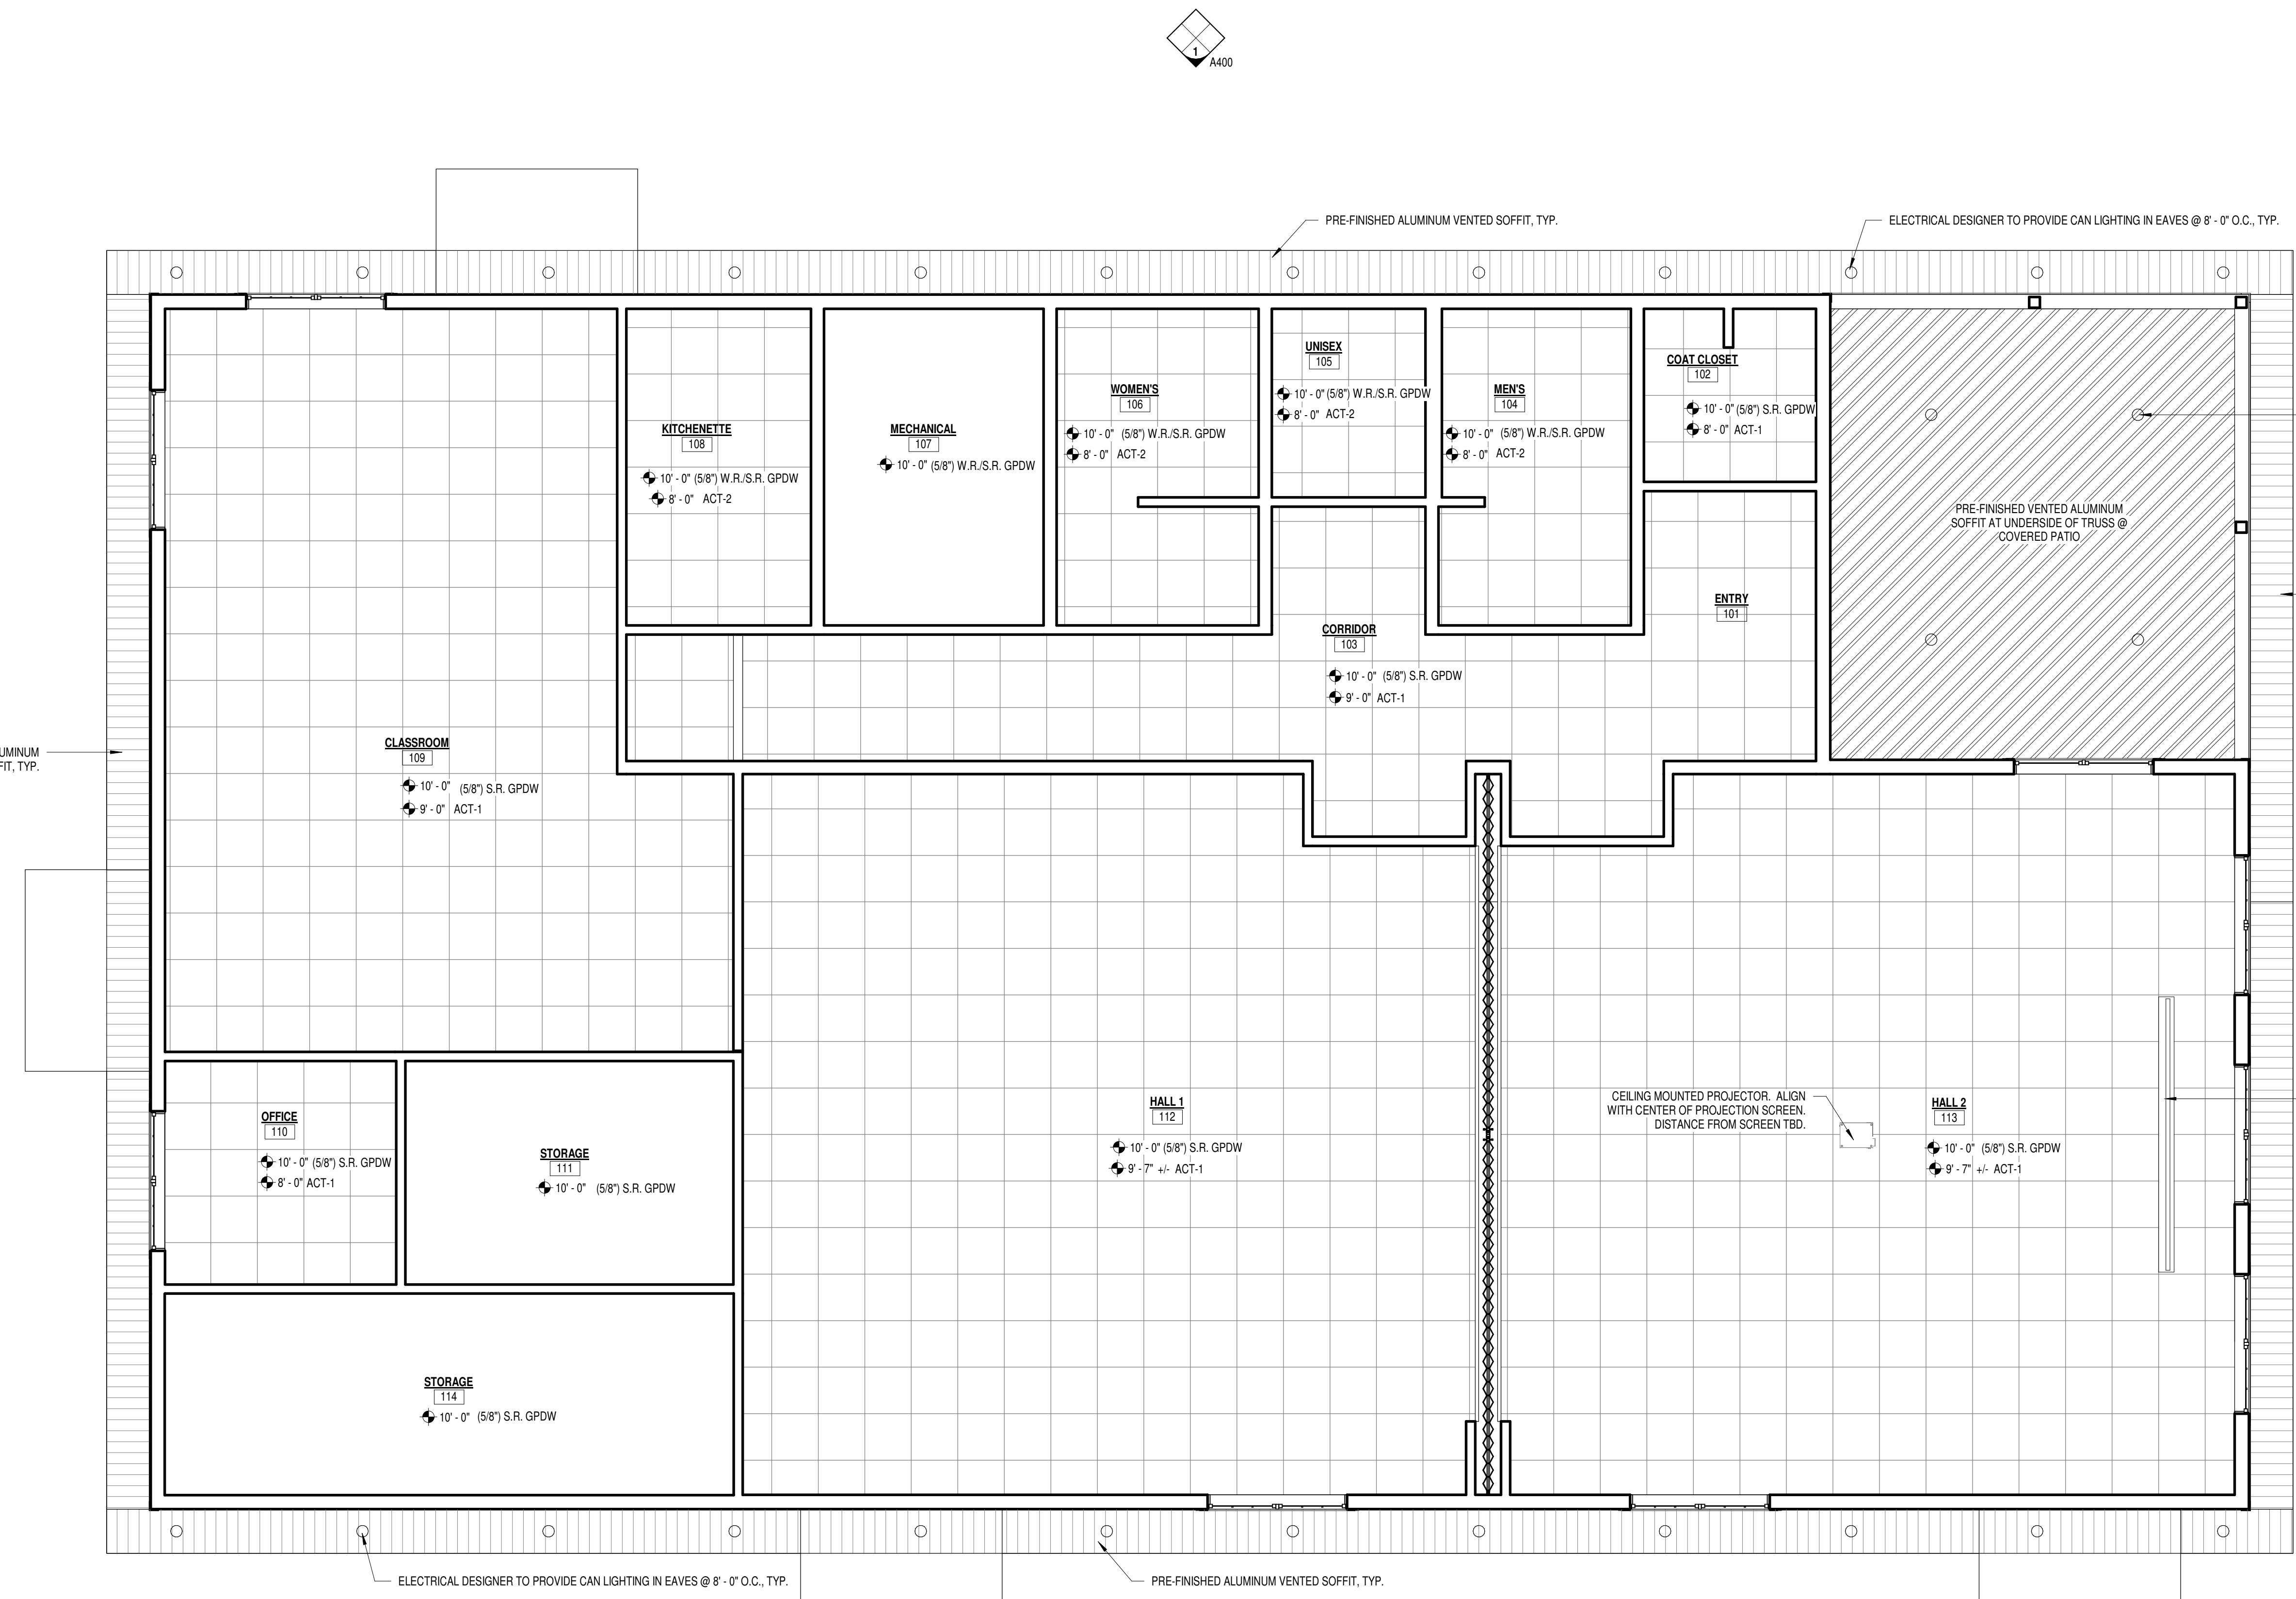 1
A400
PRE-FINISHED ALUMINUM VENTED SOFFIT, TYP.
ELECTRICAL DESIGNER TO PROVIDE CAN LIGHTING IN EAVES @ 8' - 0" O.C., TYP.
KITCHENETTE
108
10' - 0" (5/8") W.R./S.R. GPDW
8' - 0" ACT-2
MECHANICAL
107
10' - 0" (5/8") W.R./S.R. GPDW
WOMEN'S
106
10' - 0" (5/8") W.R./S.R. GPDW
8' - 0" ACT-2
UNISEX
105
10' - 0" (5/8") W.R./S.R. GPDW
8' - 0" ACT-2
MEN'S
104
10' - 0" (5/8") W.R./S.R. GPDW
8' - 0" ACT-2
COAT CLOSET
102
10' - 0" (5/8") S.R. GPDW
8' - 0" ACT-1
PRE-FINISHED VENTED ALUMINUM
SOFFIT AT UNDERSIDE OF TRUSS @
COVERED PATIO
ENTRY
101
CORRIDOR
103
10' - 0" (5/8") S.R. GPDW
9' - 0" ACT-1
UMINUM
FIT, TYP.
CLASSROOM
109
10' - 0" (5/8") S.R. GPDW
9' - 0" ACT-1
OFFICE
110
10' - 0" (5/8") S.R. GPDW
8' - 0" ACT-1
STORAGE
111
10' - 0" (5/8") S.R. GPDW
HALL 1
112
10' - 0" (5/8") S.R. GPDW
9' - 7" +/- ACT-1
CEILING MOUNTED PROJECTOR. ALIGN
WITH CENTER OF PROJECTION SCREEN.
DISTANCE FROM SCREEN TBD.
HALL 2
113
10' - 0" (5/8") S.R. GPDW
9' - 7" +/- ACT-1
STORAGE
114
10' - 0" (5/8") S.R. GPDW
ELECTRICAL DESIGNER TO PROVIDE CAN LIGHTING IN EAVES @ 8' - 0" O.C., TYP.
PRE-FINISHED ALUMINUM VENTED SOFFIT, TYP.